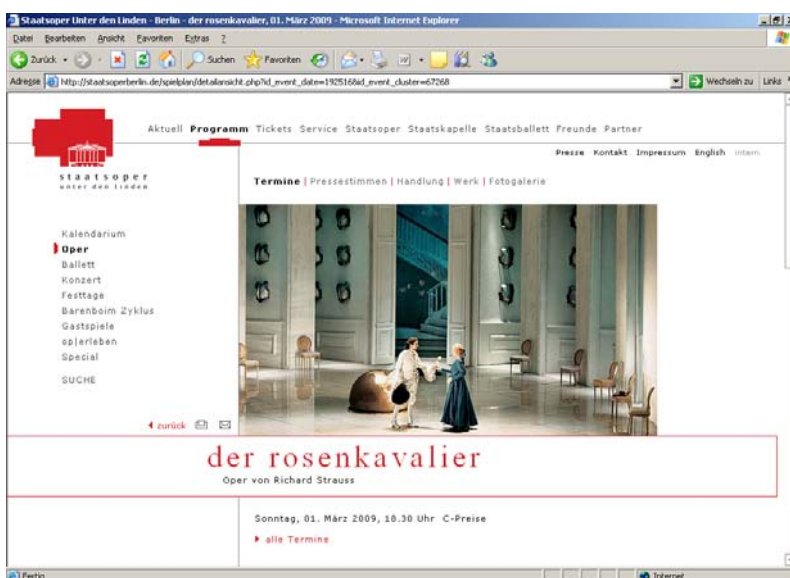 Staatsoper Unter den Linden - Berlin - der rosenkavalier, 01. März 2009 - Microsoft Internet Explorer
Datei Bearbeiten Ansicht Favoriten Extras ?
Zurück Suchen Favoriten
Adresse http://staatsoperberlin.de/spielplan/detailansicht.php?id_event_date=192516&id_event_cluster=67268 Wechseln zu Links
Aktuell Programm Tickets Service Staatsoper Staatskapelle Staatsballett Freunde Partner
Presse Kontakt Impressum English Intern
staatsoper
unter den linden
Termine | Pressestimmen | Handlung | Werk | Fotogalerie
Kalendarium
Oper
Ballett
Konzert
Festtage
Barenboim Zyklus
Gastspiele
op|erleben
Special
SUCHE
zurück
der rosenkavalier
Oper von Richard Strauss
Sonntag, 01. März 2009, 18.30 Uhr C-Preise
alle Termine
Fertig Internet